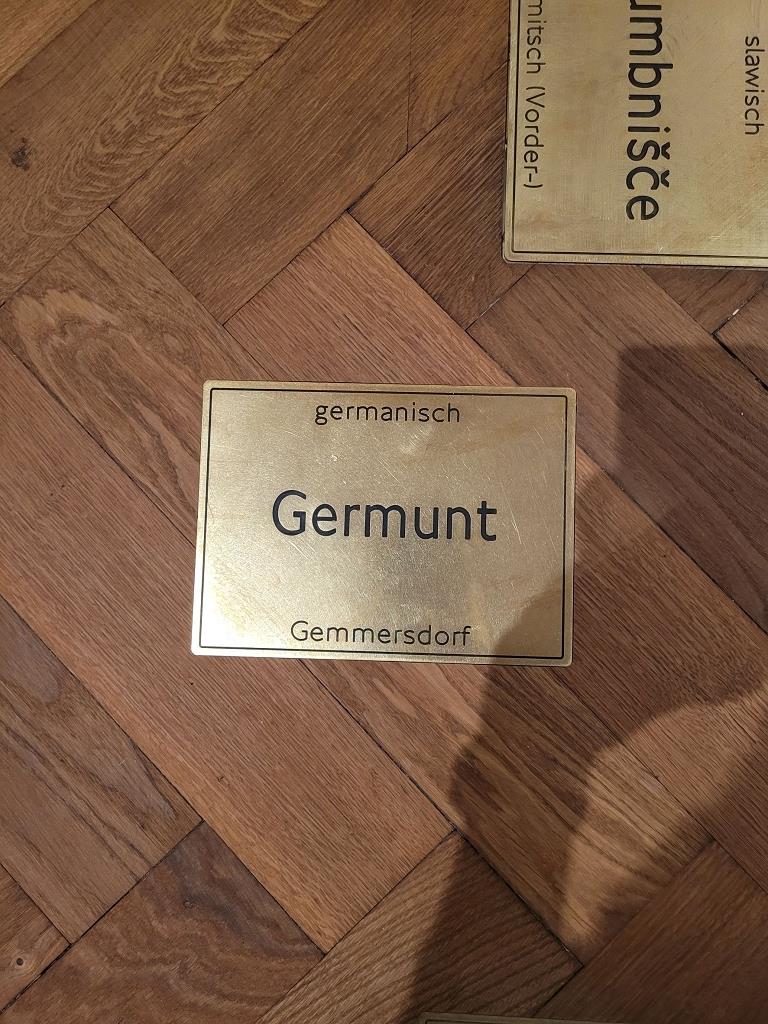 germanisch
Germunt
Gemmersdorf
slawisch
umbnišče
mitsch (Vorder-)